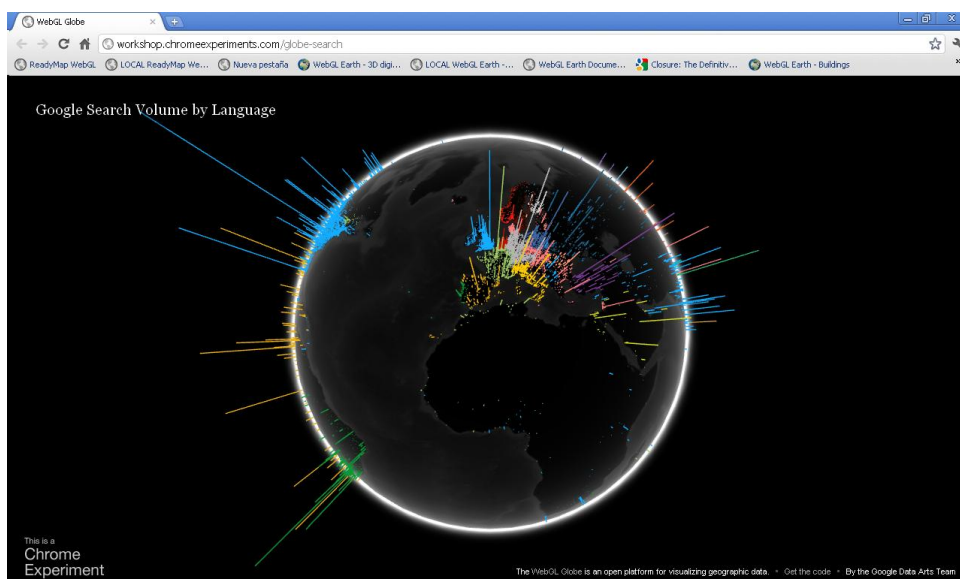 WebGL Globe
workshop.chromeexperiments.com/globe-search
ReadyMap WebGL LOCAL ReadyMap We... Nueva pestaña WebGL Earth - 3D digi... LOCAL WebGL Earth -... WebGL Earth Docume... Closure: The Definitiv... WebGL Earth - Buildings
Google Search Volume by Language
This is a
Chrome
Experiment
The WebGL Globe is an open platform for visualizing geographic data. • Get the code • By the Google Data Arts Team